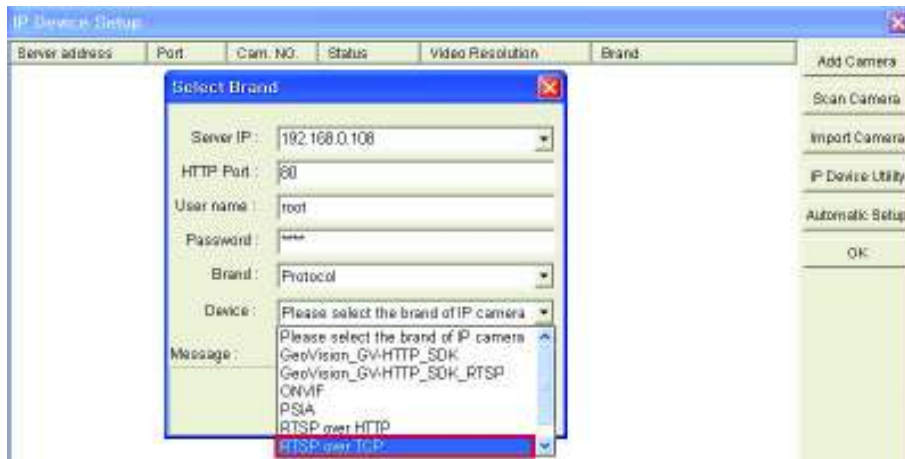 IP Device Setup
Server address Port Cam. NO. Status Video Resolution Brand
Add Camera
Scan Camera
Import Camera
IP Device Utility
Automatic Setup
OK
Select Brand
Server IP : 192.168.0.108
HTTP Port : 80
User name : root
Password : ****
Brand : Protocol
Device : Please select the brand of IP camera
Please select the brand of IP camera
GeoVision_GV-HTTP_SDK
GeoVision_GV-HTTP_SDK_RTSP
ONVIF
PSIA
RTSP over HTTP
RTSP over TCP
Message :